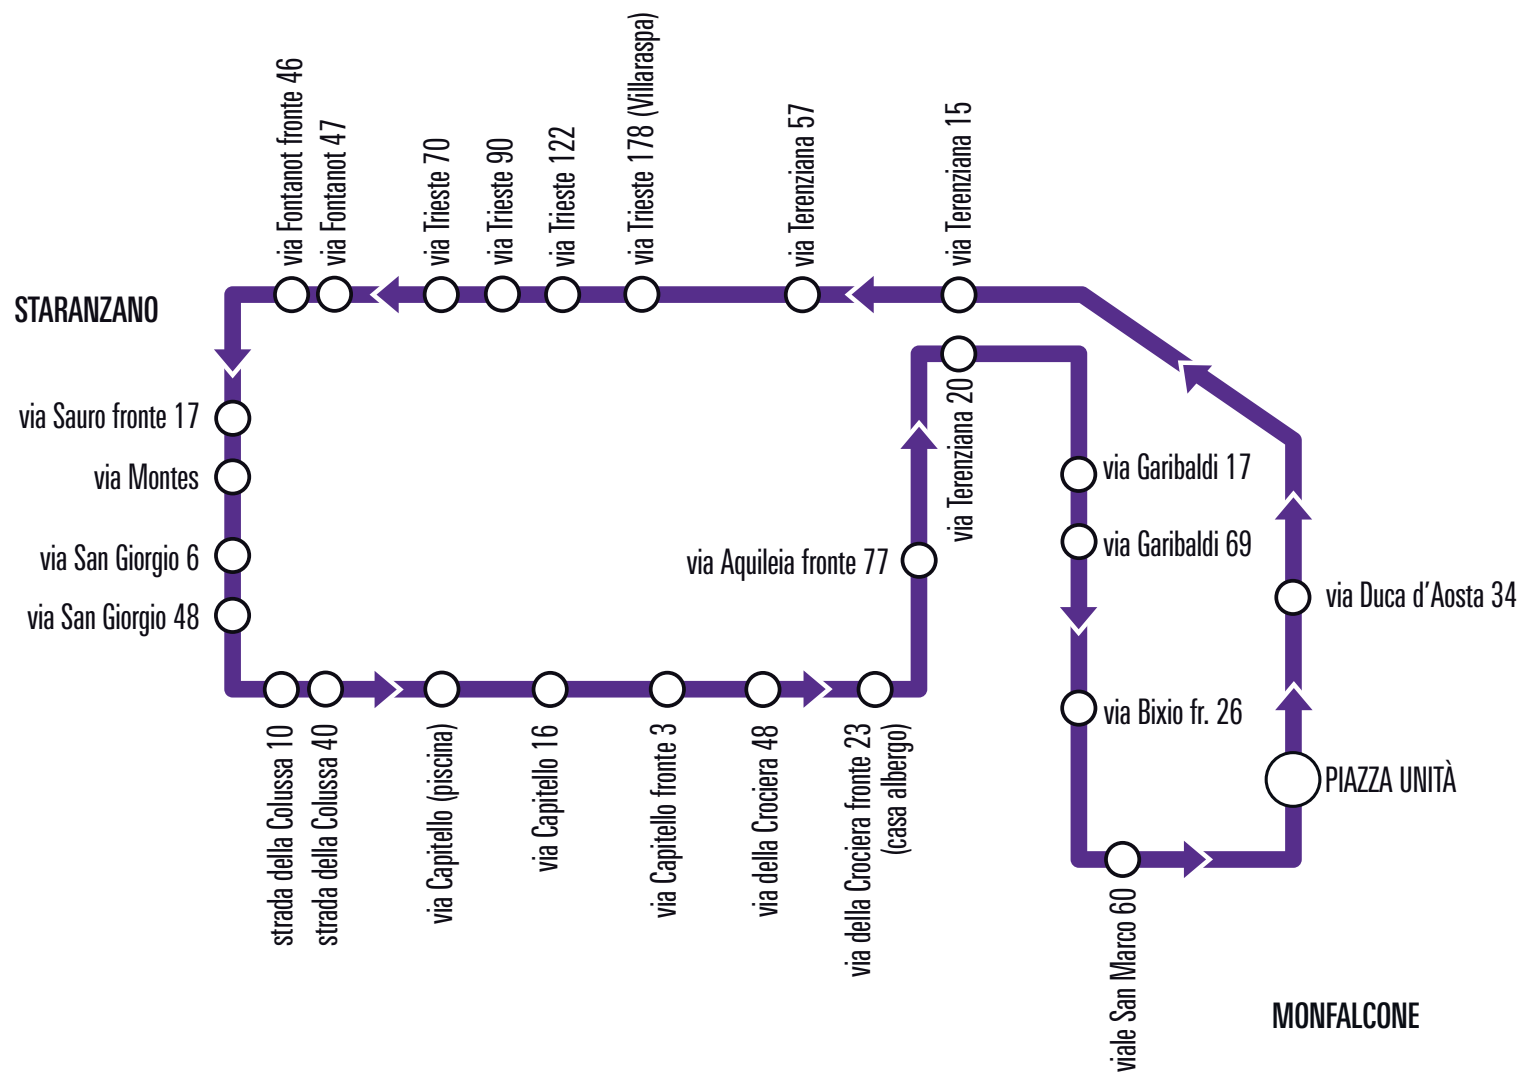 via Fontanot fronte 46
via Fontanot 47
via Trieste 70
via Trieste 90
via Trieste 122
via Trieste 178 (Villaraspa)
via Terenziana 57
via Terenziana 15
STARANZANO
via Sauro fronte 17
via Montes
via San Giorgio 6
via San Giorgio 48
strada della Colussa 10
strada della Colussa 40
via Capitello (piscina)
via Capitello 16
via Capitello fronte 3
via della Crociera 48
via della Crociera fronte 23
(casa albergo)
via Aquileia fronte 77
via Terenziana 20
via Garibaldi 17
via Garibaldi 69
via Bixio fr. 26
viale San Marco 60
PIAZZA UNITÀ
via Duca d'Aosta 34
MONFALCONE